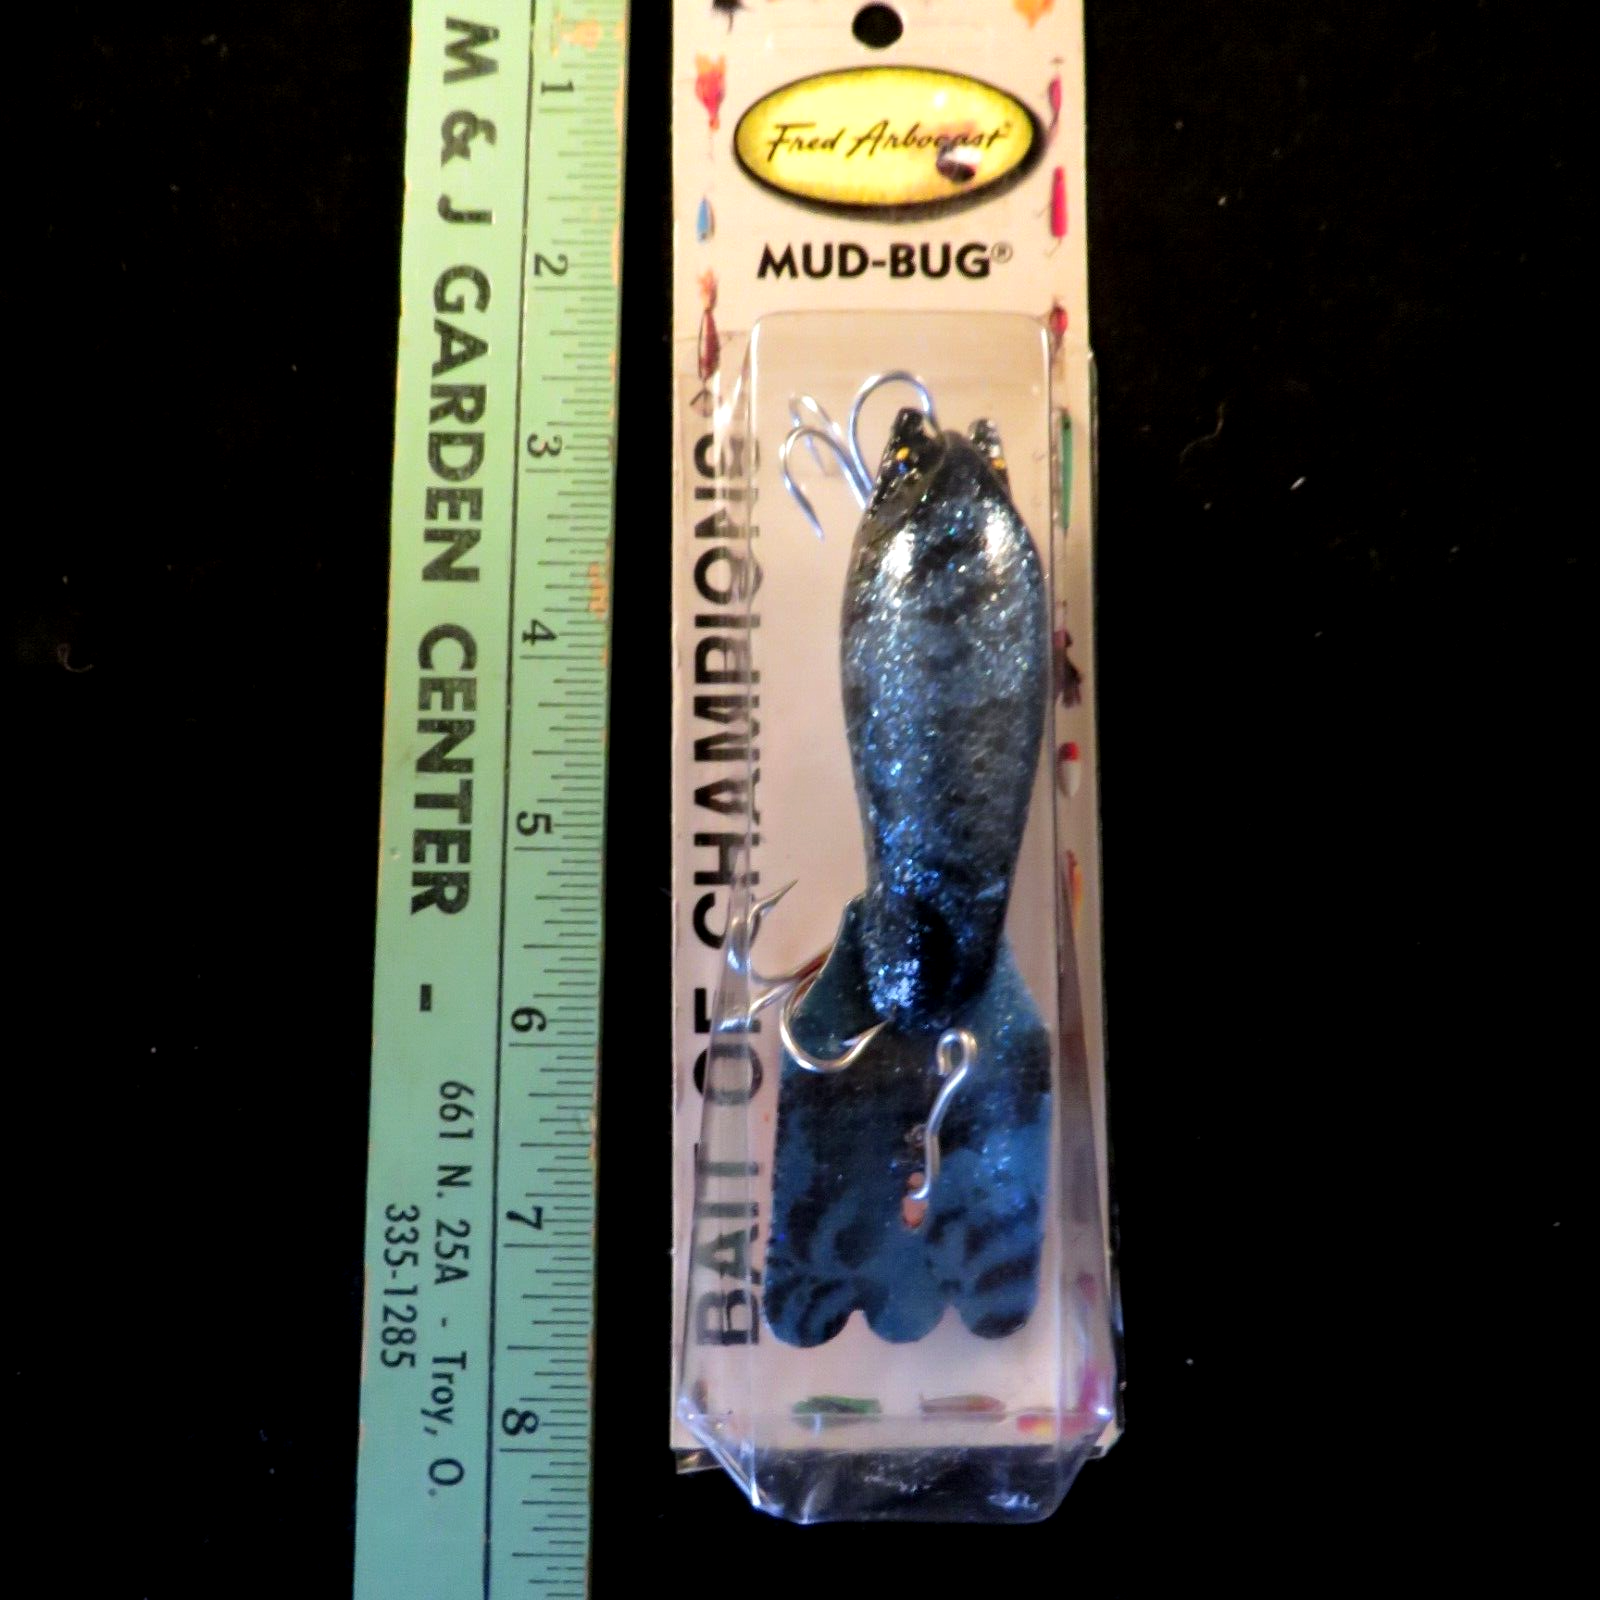 M & J GARDEN CENTER -
661 N. 25A - Troy, O.
335-1285
1
2
3
4
5
6
7
8
Fred Arbogast
MUD-BUG®
BAIT OF CHAMPIONS